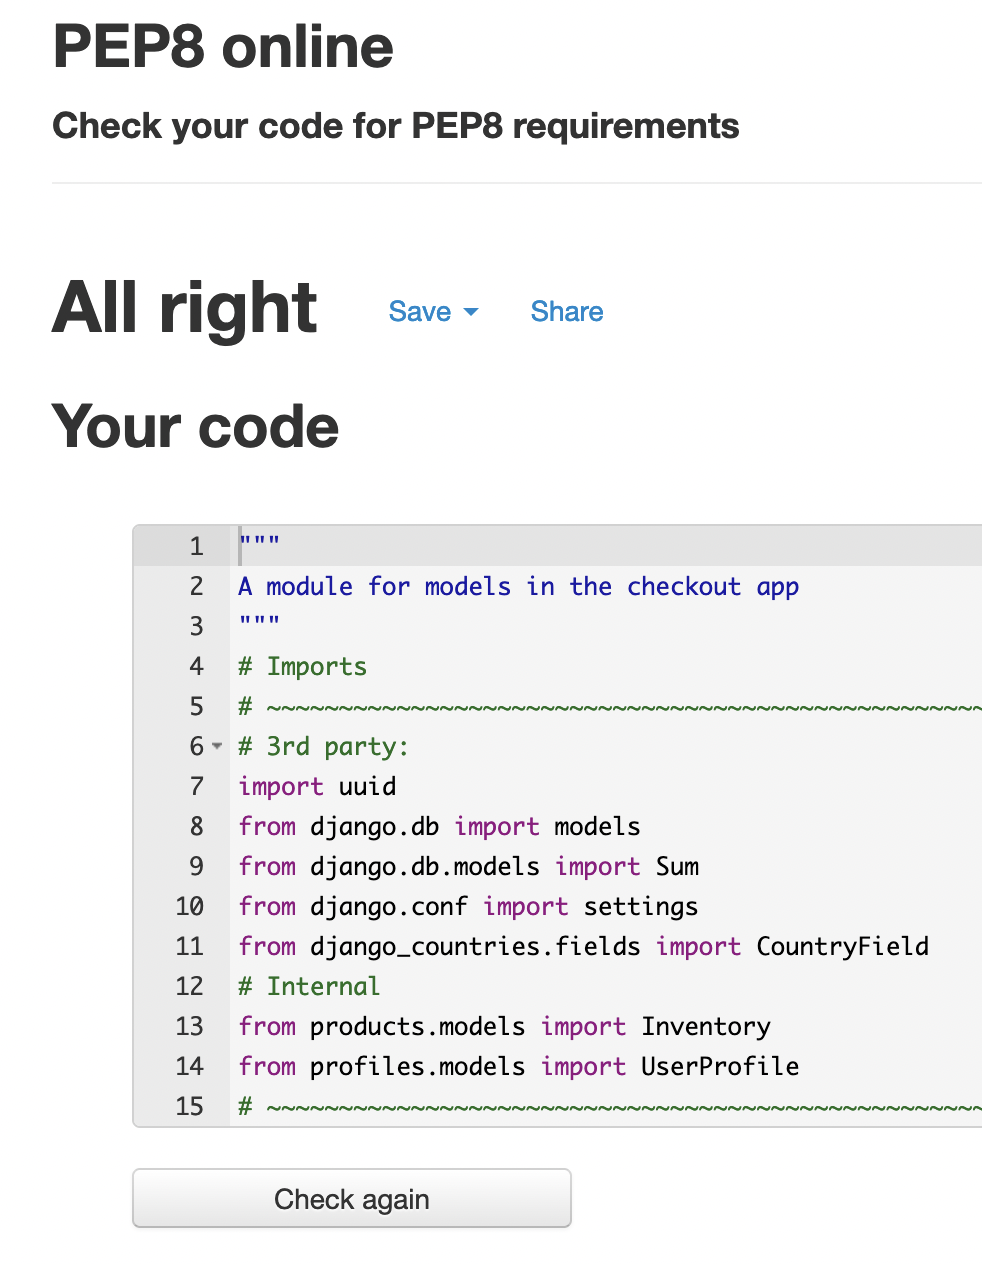 PEP8 online
Check your code for PEP8 requirements
All right Save Share
Your code
1 """
2 A module for models in the checkout app
3 """
4 # Imports
5 # ~~~~~~~~~~~~~~~~~~~~~~~~~~~~~~~~~~~~~~~~~~~~~~~~~~
6 # 3rd party:
7 import uuid
8 from django.db import models
9 from django.db.models import Sum
10 from django.conf import settings
11 from django_countries.fields import CountryField
12 # Internal
13 from products.models import Inventory
14 from profiles.models import UserProfile
15 # ~~~~~~~~~~~~~~~~~~~~~~~~~~~~~~~~~~~~~~~~~~~~~~~~~~
Check again